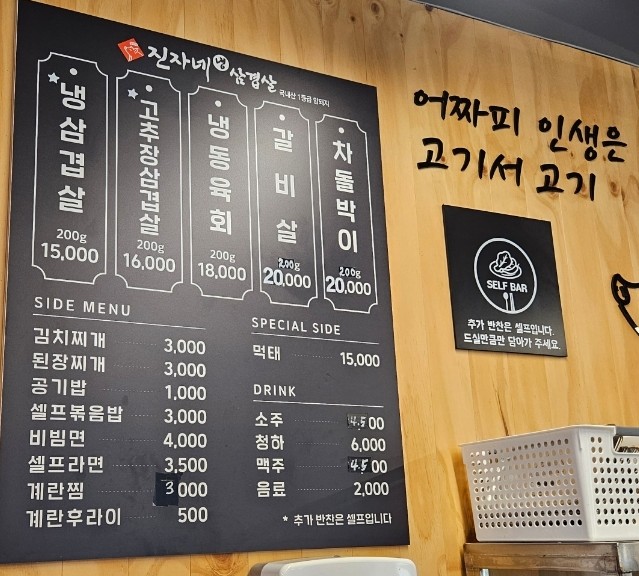 진자네 냉 삼겹살
국내산 1등급 암돼지
냉삼겹살
200g
15,000
고추장삼겹살
200g
16,000
냉동육회
200g
18,000
갈비살
200g
20,000
차돌박이
200g
20,000
SIDE MENU
김치찌개 3,000
된장찌개 3,000
공기밥 1,000
셀프볶음밥 3,000
비빔면 4,000
셀프라면 3,500
계란찜 3000
계란후라이 500
SPECIAL SIDE
먹태 15,000
DRINK
소주 4.500
청하 6,000
맥주 4.500
음료 2,000
* 추가 반찬은 셀프입니다
어짜피 인생은
고기서 고기
SELF BAR
추가 반찬은 셀프입니다.
드실만큼만 담아가 주세요.